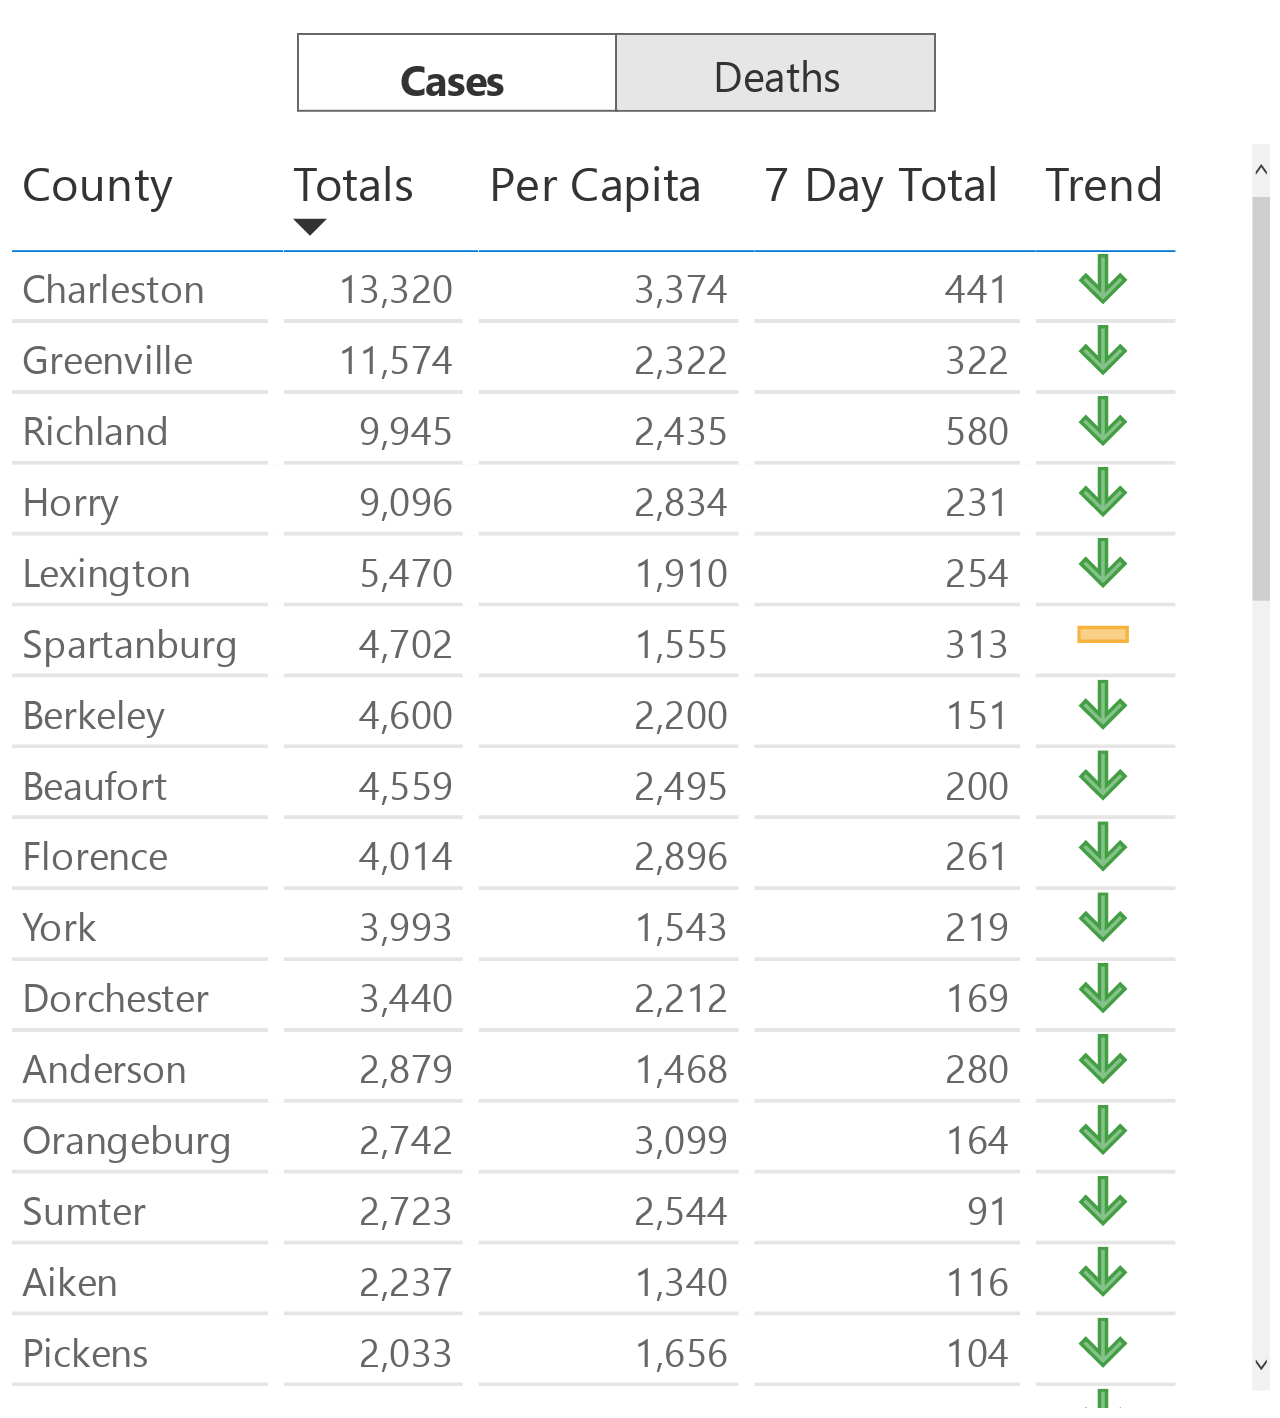 Cases Deaths
County Totals Per Capita 7 Day Total Trend
Charleston 13,320 3,374 441
Greenville 11,574 2,322 322
Richland 9,945 2,435 580
Horry 9,096 2,834 231
Lexington 5,470 1,910 254
Spartanburg 4,702 1,555 313
Berkeley 4,600 2,200 151
Beaufort 4,559 2,495 200
Florence 4,014 2,896 261
York 3,993 1,543 219
Dorchester 3,440 2,212 169
Anderson 2,879 1,468 280
Orangeburg 2,742 3,099 164
Sumter 2,723 2,544 91
Aiken 2,237 1,340 116
Pickens 2,033 1,656 104